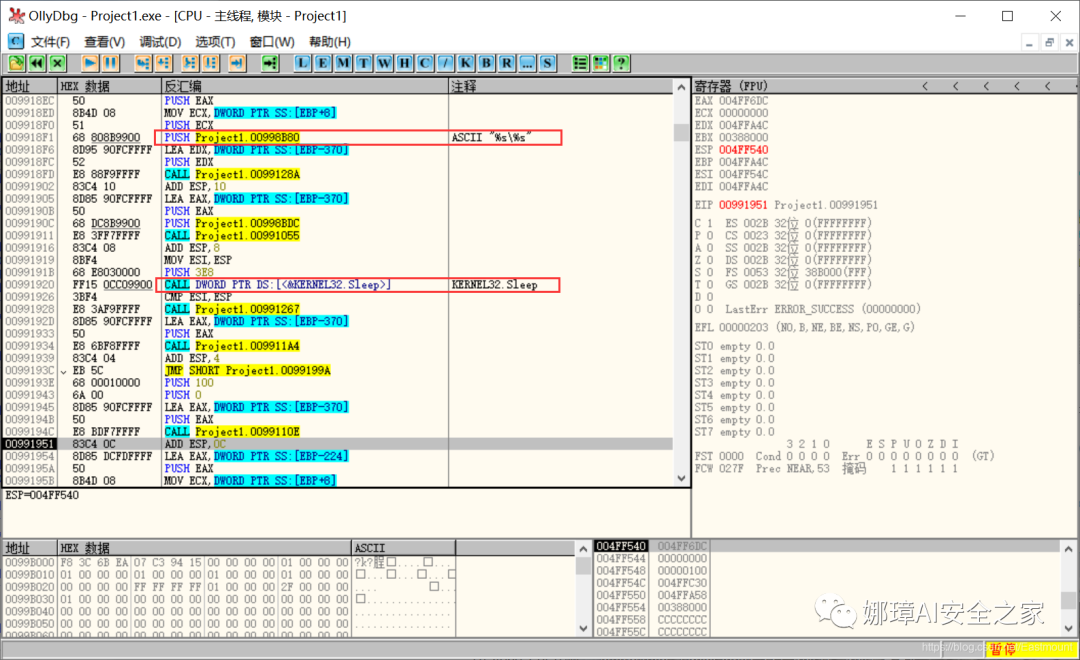 OllyDbg - Project1.exe - [CPU - 主线程, 模块 - Project1]
C 文件(F) 查看(V) 调试(D) 选项(T) 窗口(W) 帮助(H)
L E M T W H C / K B R ... S ?
地址 HEX 数据 反汇编 注释
009918EC 50 PUSH EAX
009918ED 8B4D 08 MOV ECX,DWORD PTR SS:[EBP+8]
009918F0 51 PUSH ECX
009918F1 68 808B9900 PUSH Project1.00998B80 ASCII "%s\%s"
009918F6 8D95 90FCFFFF LEA EDX,DWORD PTR SS:[EBP-370]
009918FC 52 PUSH EDX
009918FD E8 88F9FFFF CALL Project1.0099128A
00991902 83C4 10 ADD ESP,10
00991905 8D85 90FCFFFF LEA EAX,DWORD PTR SS:[EBP-370]
0099190B 50 PUSH EAX
0099190C 68 DC8B9900 PUSH Project1.00998BDC
00991911 E8 3FF7FFFF CALL Project1.00991055
00991916 83C4 08 ADD ESP,8
00991919 8BF4 MOV ESI,ESP
0099191B 68 E8030000 PUSH 3E8
00991920 FF15 0CC09900 CALL DWORD PTR DS:[<&KERNEL32.Sleep>] KERNEL32.Sleep
00991926 3BF4 CMP ESI,ESP
00991928 E8 3AF9FFFF CALL Project1.00991267
0099192D 8D85 90FCFFFF LEA EAX,DWORD PTR SS:[EBP-370]
00991933 50 PUSH EAX
00991934 E8 6BF8FFFF CALL Project1.009911A4
00991939 83C4 04 ADD ESP,4
0099193C EB 5C JMP SHORT Project1.0099199A
0099193E 68 00010000 PUSH 100
00991943 6A 00 PUSH 0
00991945 8D85 90FCFFFF LEA EAX,DWORD PTR SS:[EBP-370]
0099194B 50 PUSH EAX
0099194C E8 BDF7FFFF CALL Project1.0099110E
00991951 83C4 0C ADD ESP,0C
00991954 8D85 DCFDFFFF LEA EAX,DWORD PTR SS:[EBP-224]
0099195A 50 PUSH EAX
0099195B 8B4D 08 MOV ECX,DWORD PTR SS:[EBP+8]
ESP=004FF540
寄存器 (FPU) < < < < <
EAX 004FF6DC
ECX 00000000
EDX 004FFA4C
EBX 00388000
ESP 004FF540
EBP 004FFA4C
ESI 004FF54C
EDI 004FFA4C
EIP 00991951 Project1.00991951
C 1 ES 002B 32位 0(FFFFFFFF)
P 0 CS 0023 32位 0(FFFFFFFF)
A 0 SS 002B 32位 0(FFFFFFFF)
Z 0 DS 002B 32位 0(FFFFFFFF)
S 0 FS 0053 32位 38B000(FFF)
T 0 GS 002B 32位 0(FFFFFFFF)
D 0
O 0 LastErr ERROR_SUCCESS (00000000)
EFL 00000203 (NO,B,NE,BE,NS,PO,GE,G)
ST0 empty 0.0
ST1 empty 0.0
ST2 empty 0.0
ST3 empty 0.0
ST4 empty 0.0
ST5 empty 0.0
ST6 empty 0.0
ST7 empty 0.0
3 2 1 0 E S P U O Z D I
FST 0000 Cond 0 0 0 0 Err 0 0 0 0 0 0 0 0 (GT)
FCW 027F Prec NEAR,53 掩码 1 1 1 1 1 1
地址 HEX 数据 ASCII
0099B000 F8 3C 6B EA 07 C3 94 15 00 00 00 00 01 00 00 00
0099B010 01 00 00 00 01 00 00 00 01 00 00 00 01 00 00 00
0099B020 00 00 00 00 FF FF FF FF 01 00 00 00 2F 00 00 00
0099B030 01 00 00 00 00 00 00 00 00 00 00 00 00 00 00 00
0099B040 00 00 00 00 00 00 00 00 00 00 00 00 00 00 00 00
0099B050 00 00 00 00 00 00 00 00 00 00 00 00 00 00 00 00
004FF540 004FF6DC
004FF544 00000000
004FF548 00000100
004FF54C 004FFC30
004FF550 004FFA58
004FF554 00388000
004FF558 CCCCCCCC
004FF55C CCCCCCCC
娜璋AI安全之家
暂停